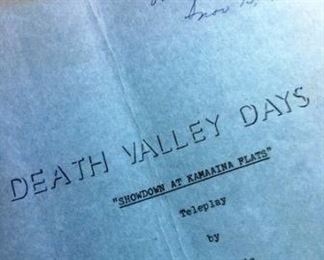 DEATH VALLEY DAYS
"SHOWDOWN AT KAMAAINA FLATS"
Teleplay
by